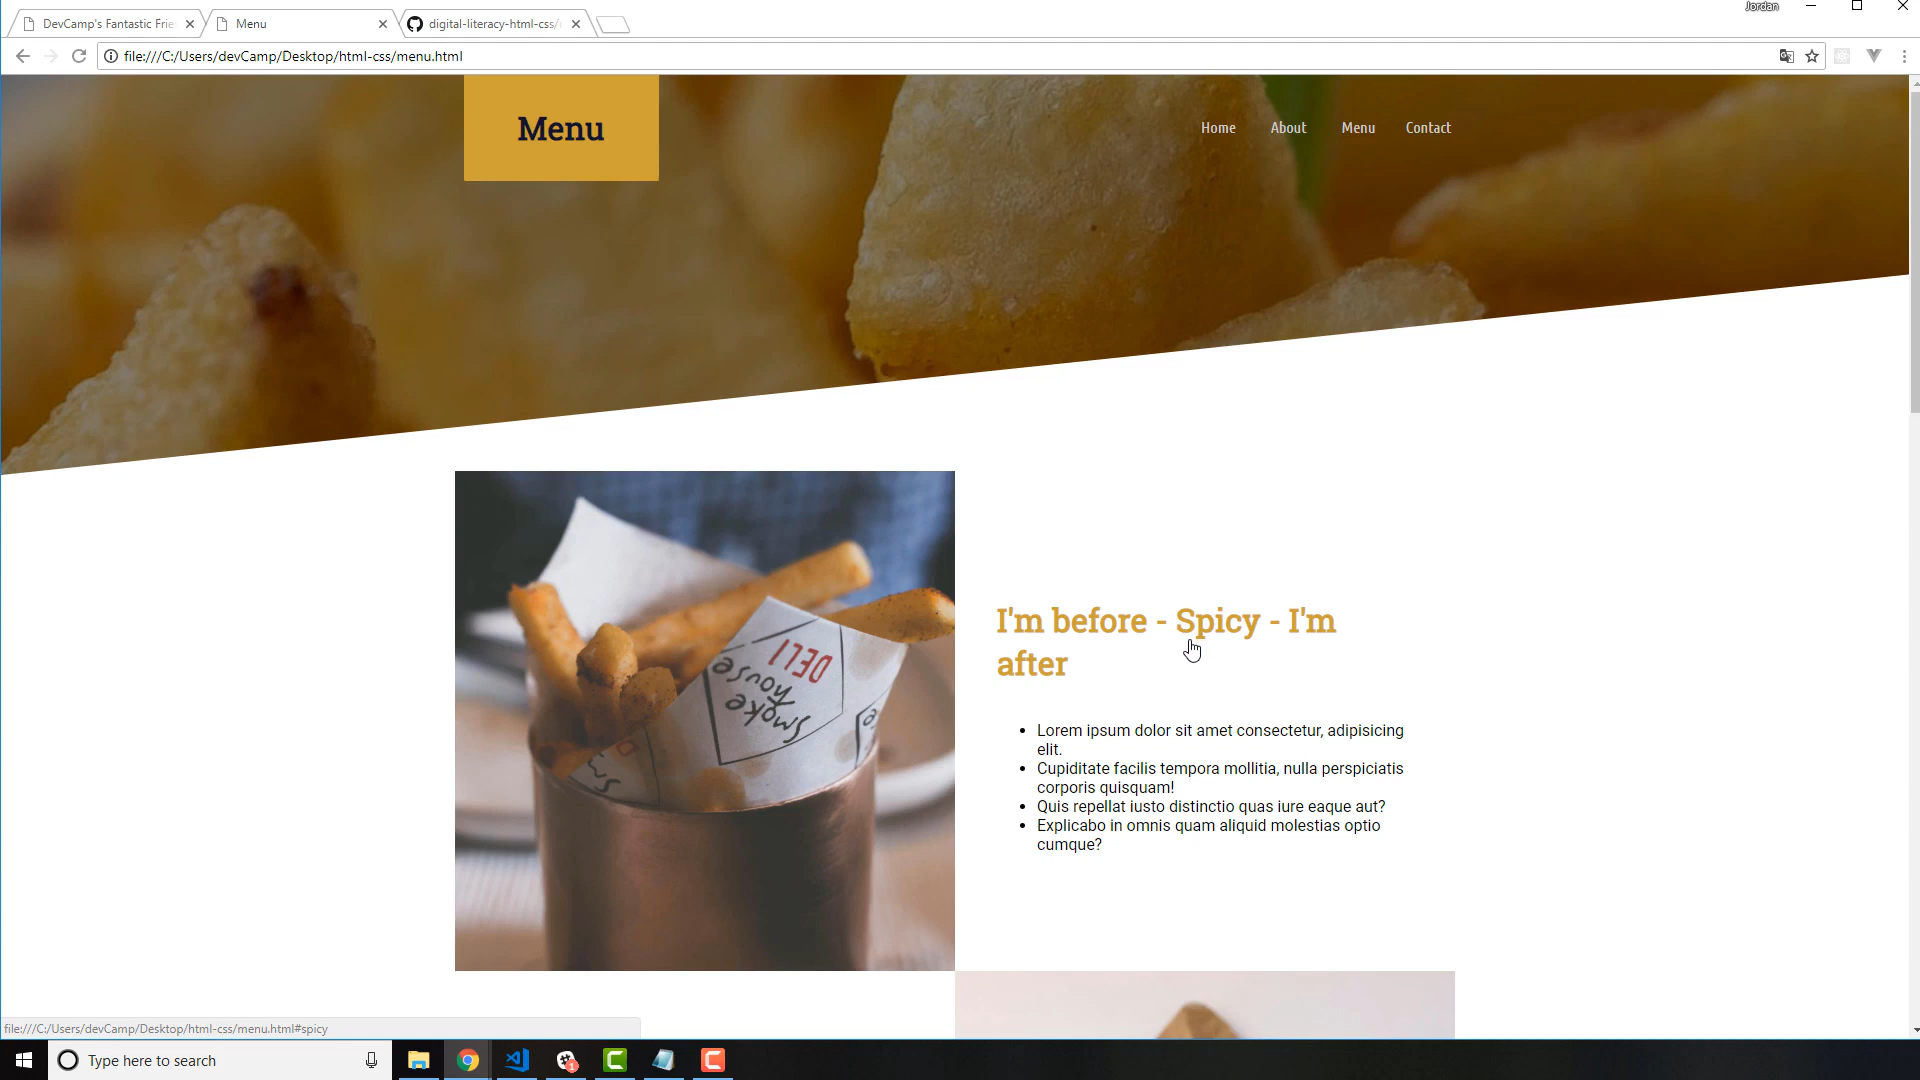 Jordan
DevCamp's Fantastic Frie
Menu
digital-literacy-html-css/
file:///C:/Users/devCamp/Desktop/html-css/menu.html
Menu
Home About Menu Contact
DELI
smoke
house
I'm before - Spicy - I'm
after
Lorem ipsum dolor sit amet consectetur, adipisicing
elit.
Cupiditate facilis tempora mollitia, nulla perspiciatis
corporis quisquam!
Quis repellat iusto distinctio quas iure eaque aut?
Explicabo in omnis quam aliquid molestias optio
cumque?
file:///C:/Users/devCamp/Desktop/html-css/menu.html#spicy
Type here to search
1